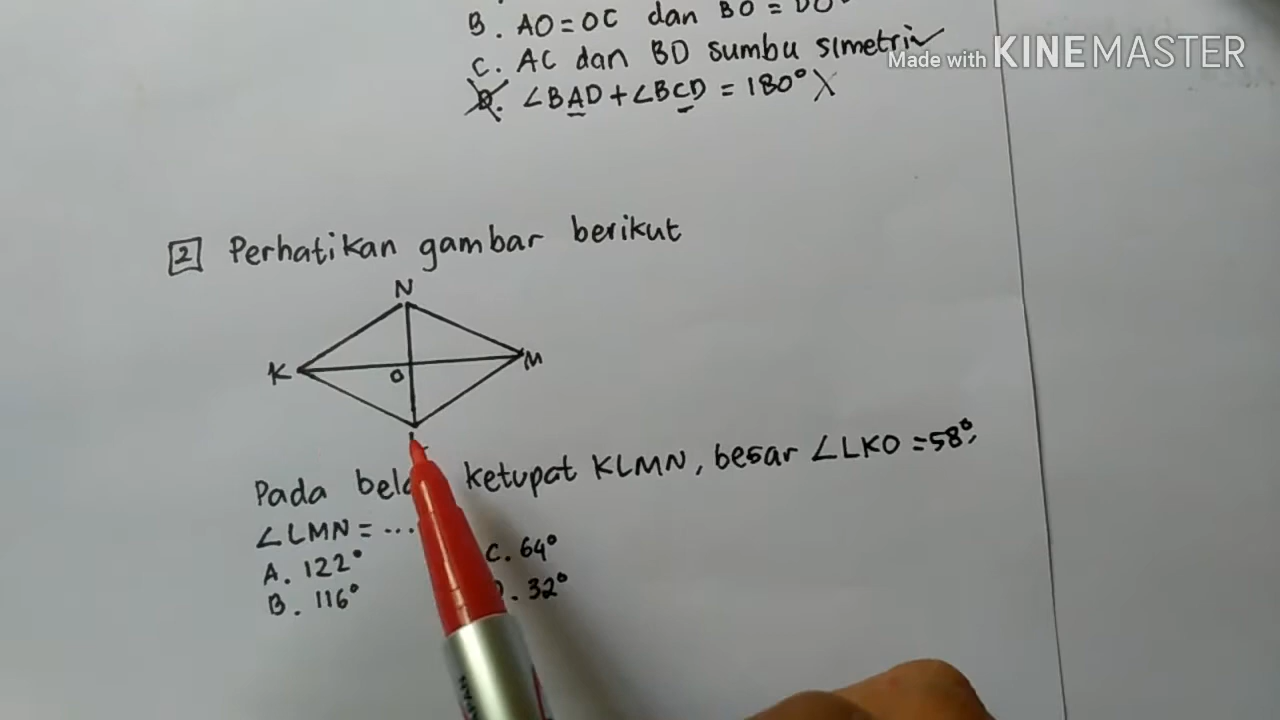 B. AO = OC dan BO = DO
C. AC dan BD sumbu simetri
Made with KINEMASTER
D. ∠BAD + ∠BCD = 180° X
2 Perhatikan gambar berikut
N
K
O
M
Pada ketupat KLMN, besar ∠LKO = 58°,
∠LMN = ...
A. 122°
C. 64°
B. 116°
D. 32°